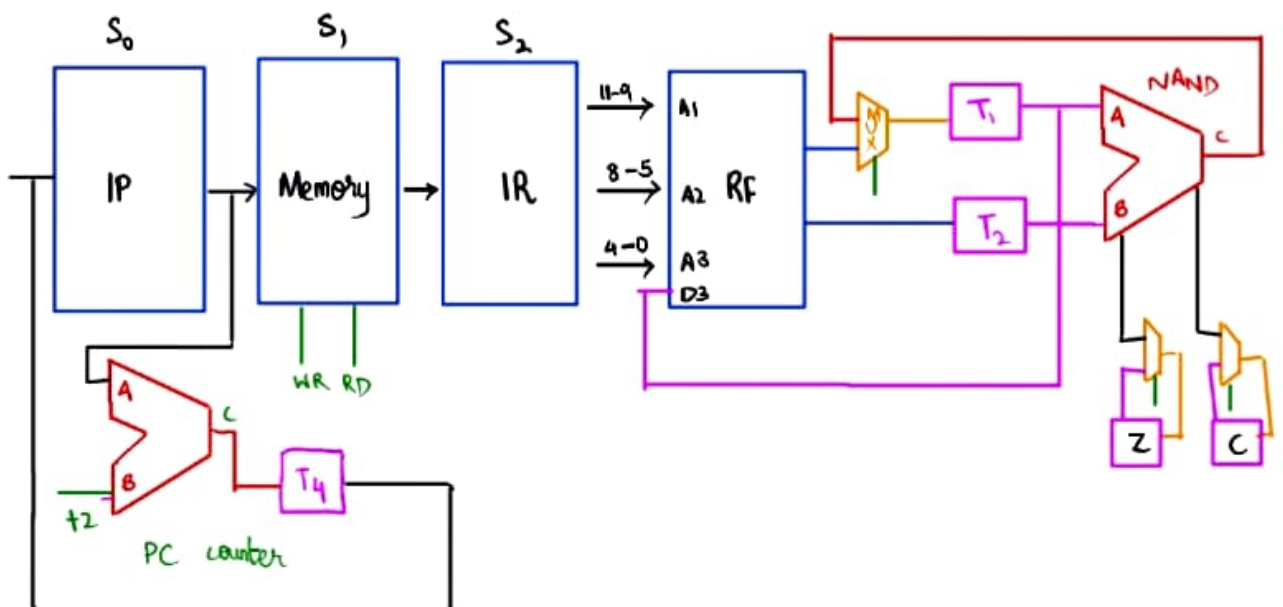 S₀
S₁
S₂
IP
Memory
IR
11-9
8-5
4-0
A1
A2
A3
D3
RF
MUX
T₁
T₂
NAND
A
B
C
WR RD
A
B
C
+2
T4
PC counter
Z
C